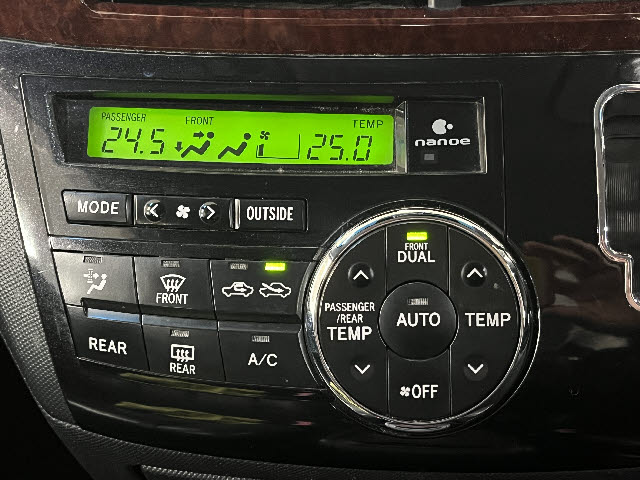 PASSENGER FRONT TEMP
24.5 25.0
nanoe
MODE
OUTSIDE
FRONT
DUAL
FRONT
PASSENGER
/REAR
TEMP
AUTO
TEMP
REAR
REAR
A/C
OFF